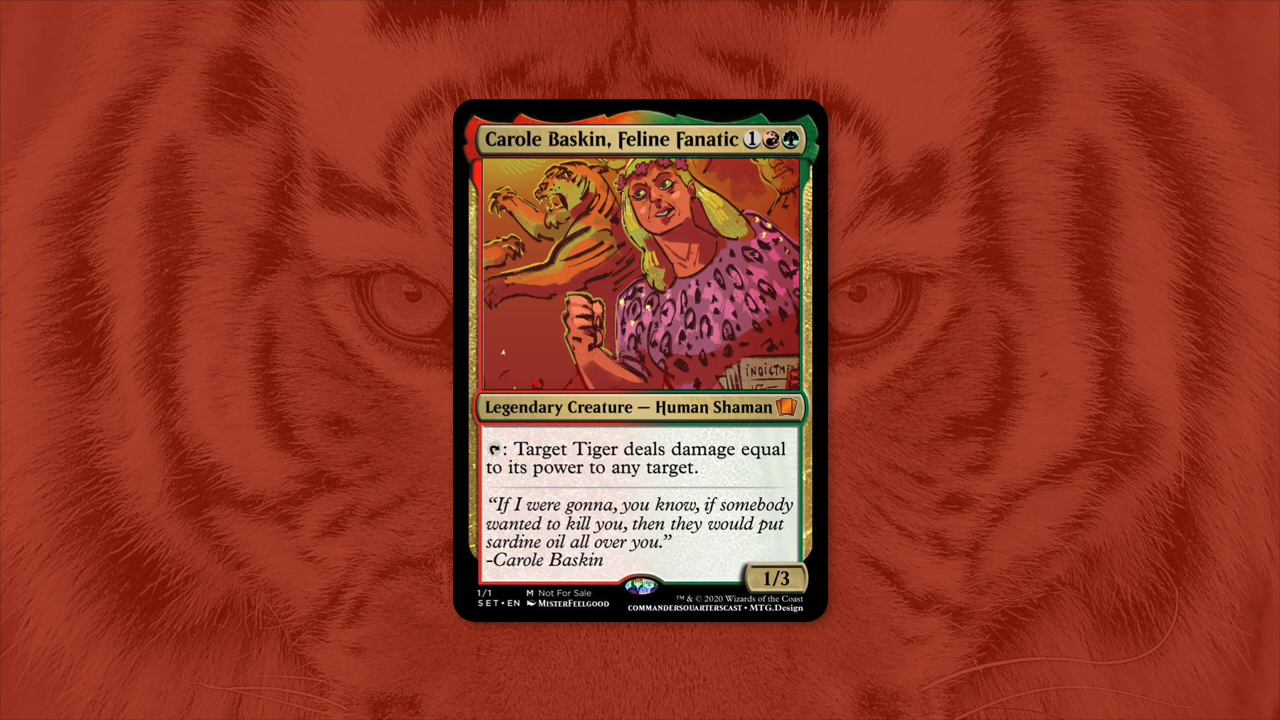 Carole Baskin, Feline Fanatic 1
INDICTME
Legendary Creature — Human Shaman
: Target Tiger deals damage equal
to its power to any target.
“If I were gonna, you know, if somebody
wanted to kill you, then they would put
sardine oil all over you.”
-Carole Baskin
1/3
1/1 M Not For Sale
SET • EN MISTERFEELGOOD
™ & © 2020 Wizards of the Coast
COMMANDERSQUARTERSCAST • MTG.Design